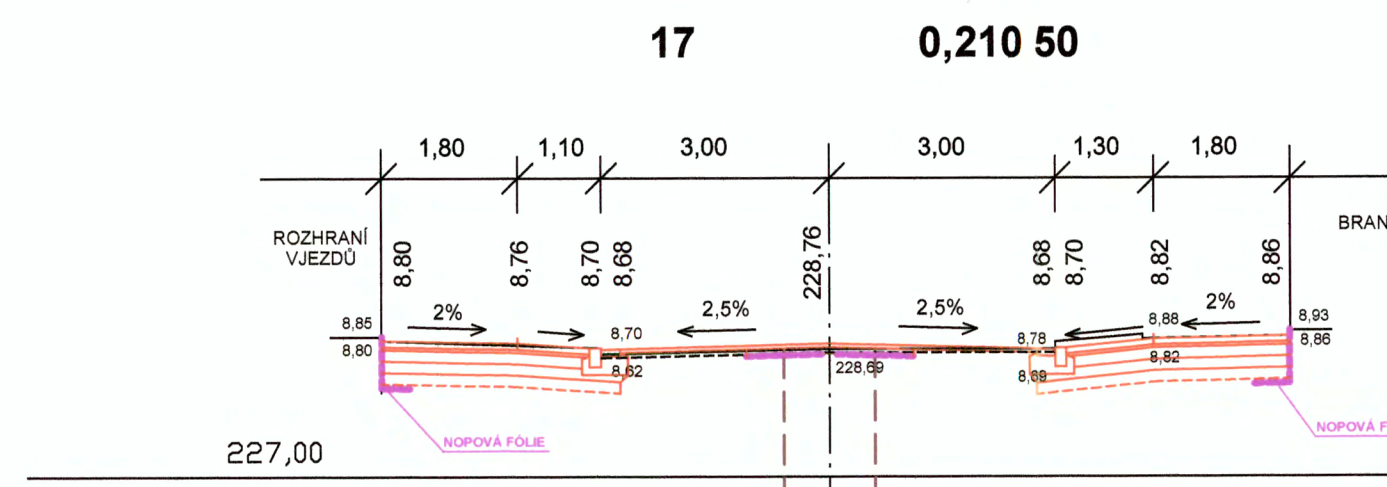 17 0,210 50
1,80 1,10 3,00 3,00 1,30 1,80
ROZHRANÍ
VJEZDŮ
BRAN
8,80 8,76 8,70 8,68 228,76 8,68 8,70 8,82 8,86
2% 2,5% 2,5% 2%
8,85 8,70 8,78 8,88 8,93
8,80 8,62 228,69 8,69 8,82 8,86
NOPOVÁ FÓLIE
NOPOVÁ F
227,00